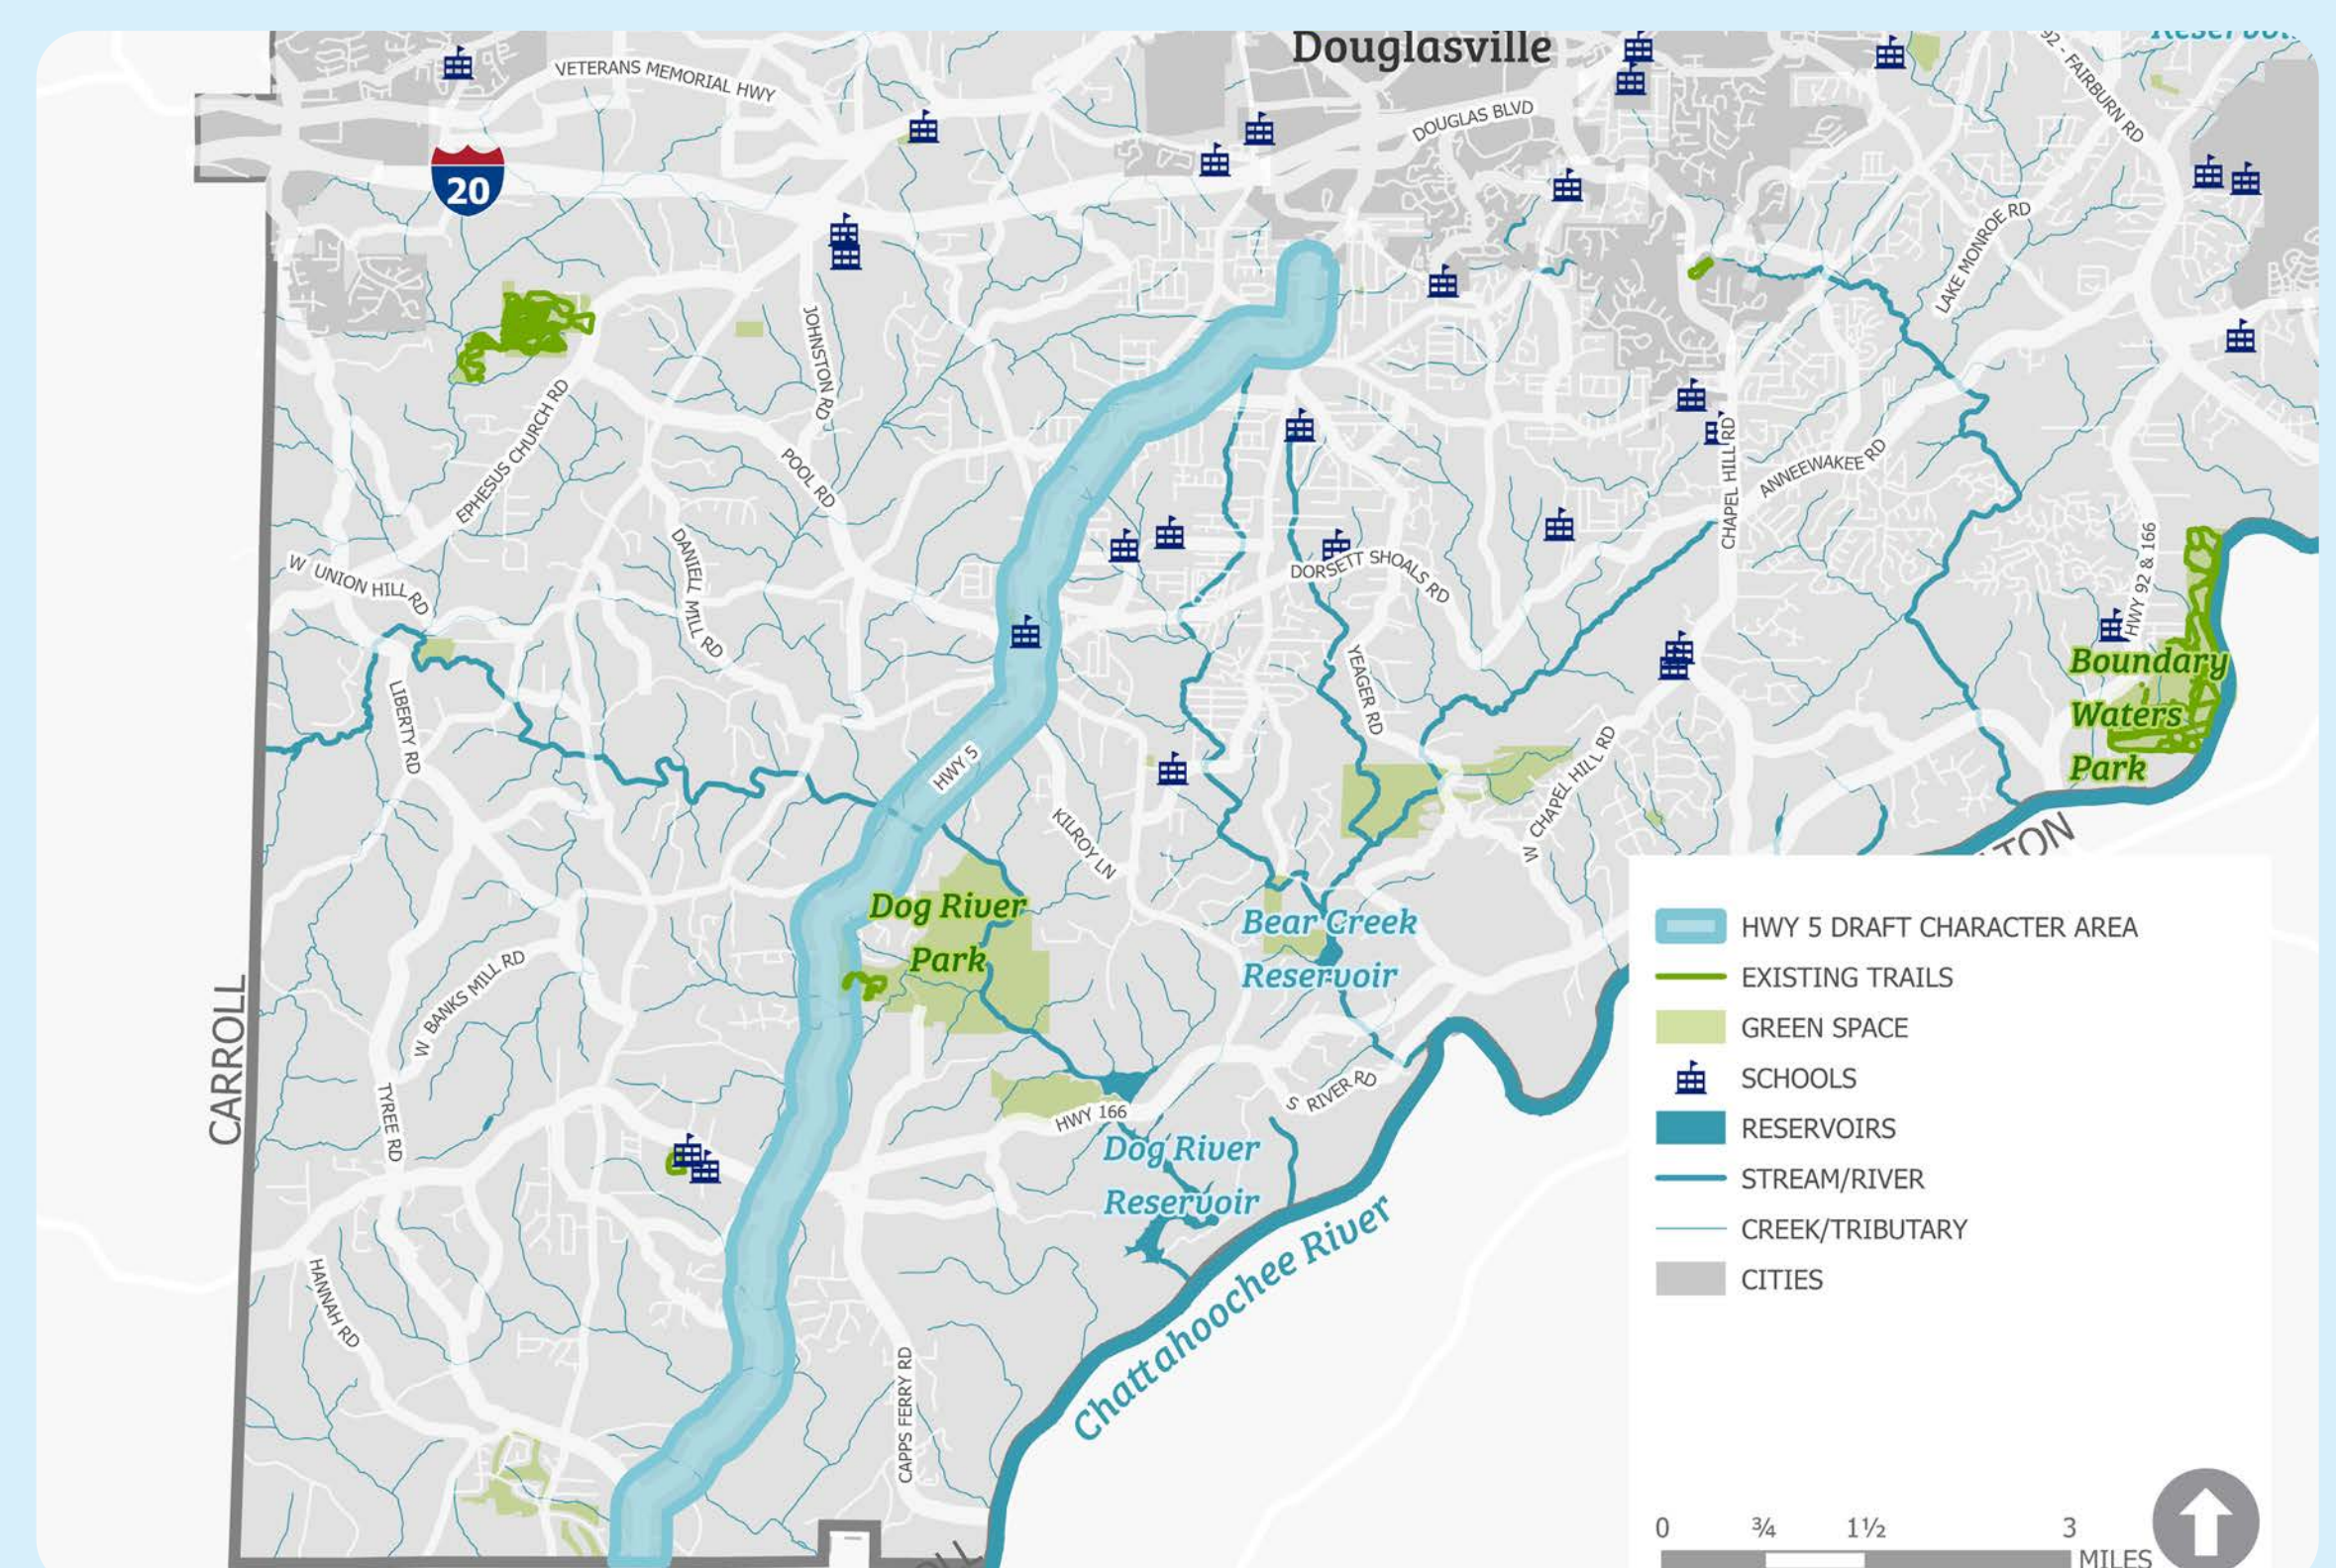 Douglasville
VETERANS MEMORIAL HWY
DOUGLAS BLVD
92 - FAIRBURN RD
20
LAKE MONROE RD
JOHNSTON RD
EPHESUS CHURCH RD
POOL RD
CHAPEL HILL RD
ANNEEWAKEE RD
W UNION HILL RD
DANIELL MILL RD
DORSETT SHOALS RD
HWY 92 & 166
LIBERTY RD
YEAGER RD
Boundary
Waters
Park
HWY 5
KILROY LN
W CHAPEL HILL RD
Dog River
Park
Bear Creek
Reservoir
W BANKS MILL RD
CARROLL
TYREE RD
HWY 166
S RIVER RD
Dog River
Reservoir
Chattahoochee River
HANNAH RD
CAPPS FERRY RD
HWY 5 DRAFT CHARACTER AREA
EXISTING TRAILS
GREEN SPACE
SCHOOLS
RESERVOIRS
STREAM/RIVER
CREEK/TRIBUTARY
CITIES
0 ¾ 1½ 3
MILES